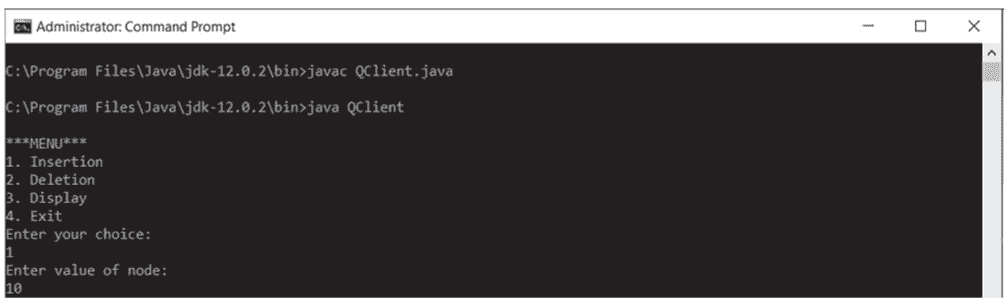 Administrator: Command Prompt
C:\Program Files\Java\jdk-12.0.2\bin>javac QClient.java
C:\Program Files\Java\jdk-12.0.2\bin>java QClient
***MENU***
1. Insertion
2. Deletion
3. Display
4. Exit
Enter your choice:
1
Enter value of node:
10